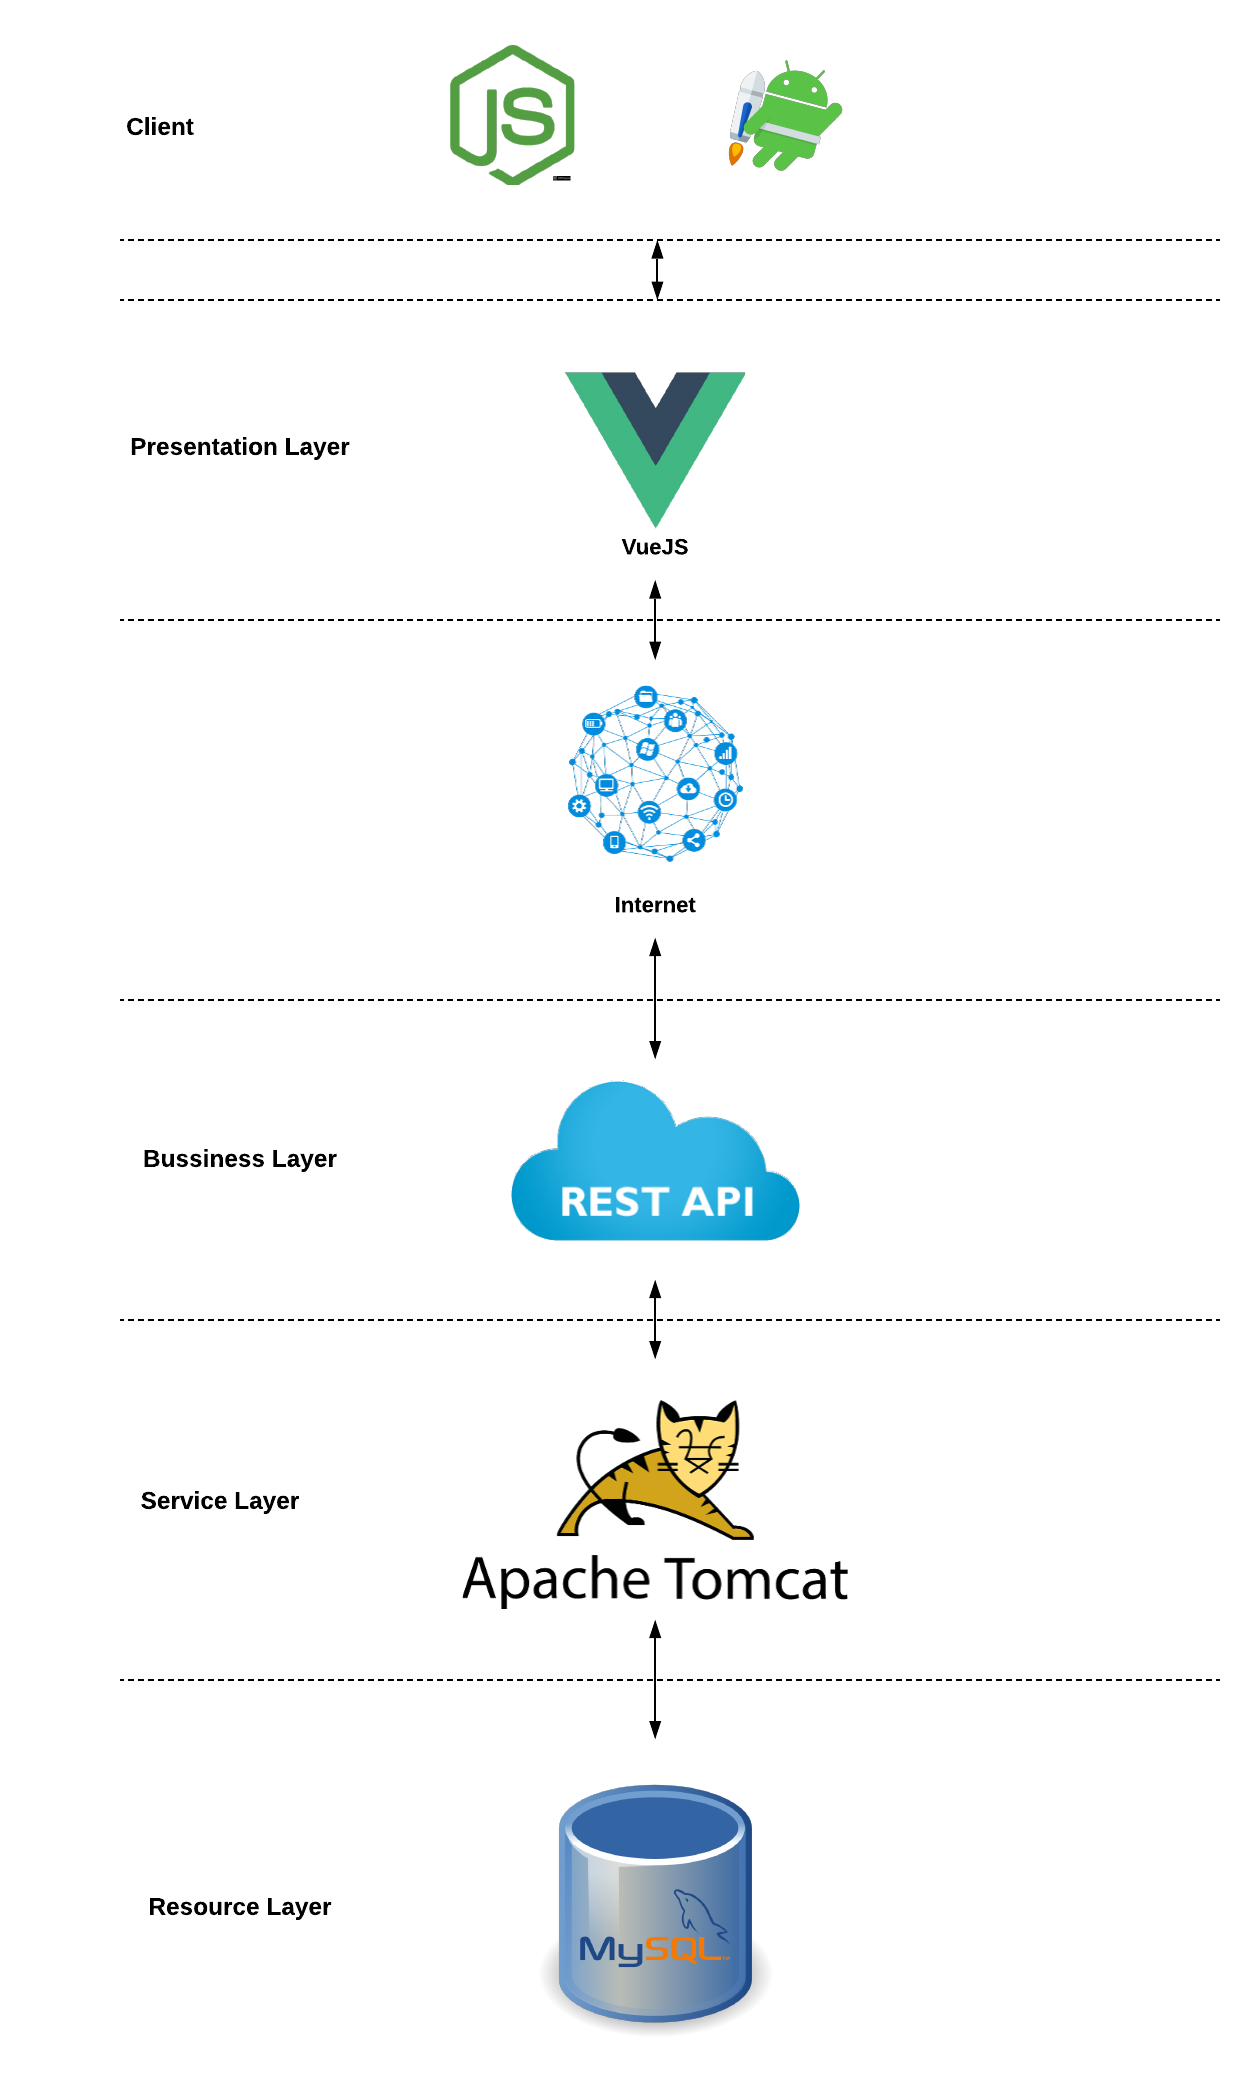 Client
JS
Presentation Layer
VueJS
Internet
Bussiness Layer
REST API
Service Layer
Apache Tomcat
Resource Layer
MySQL